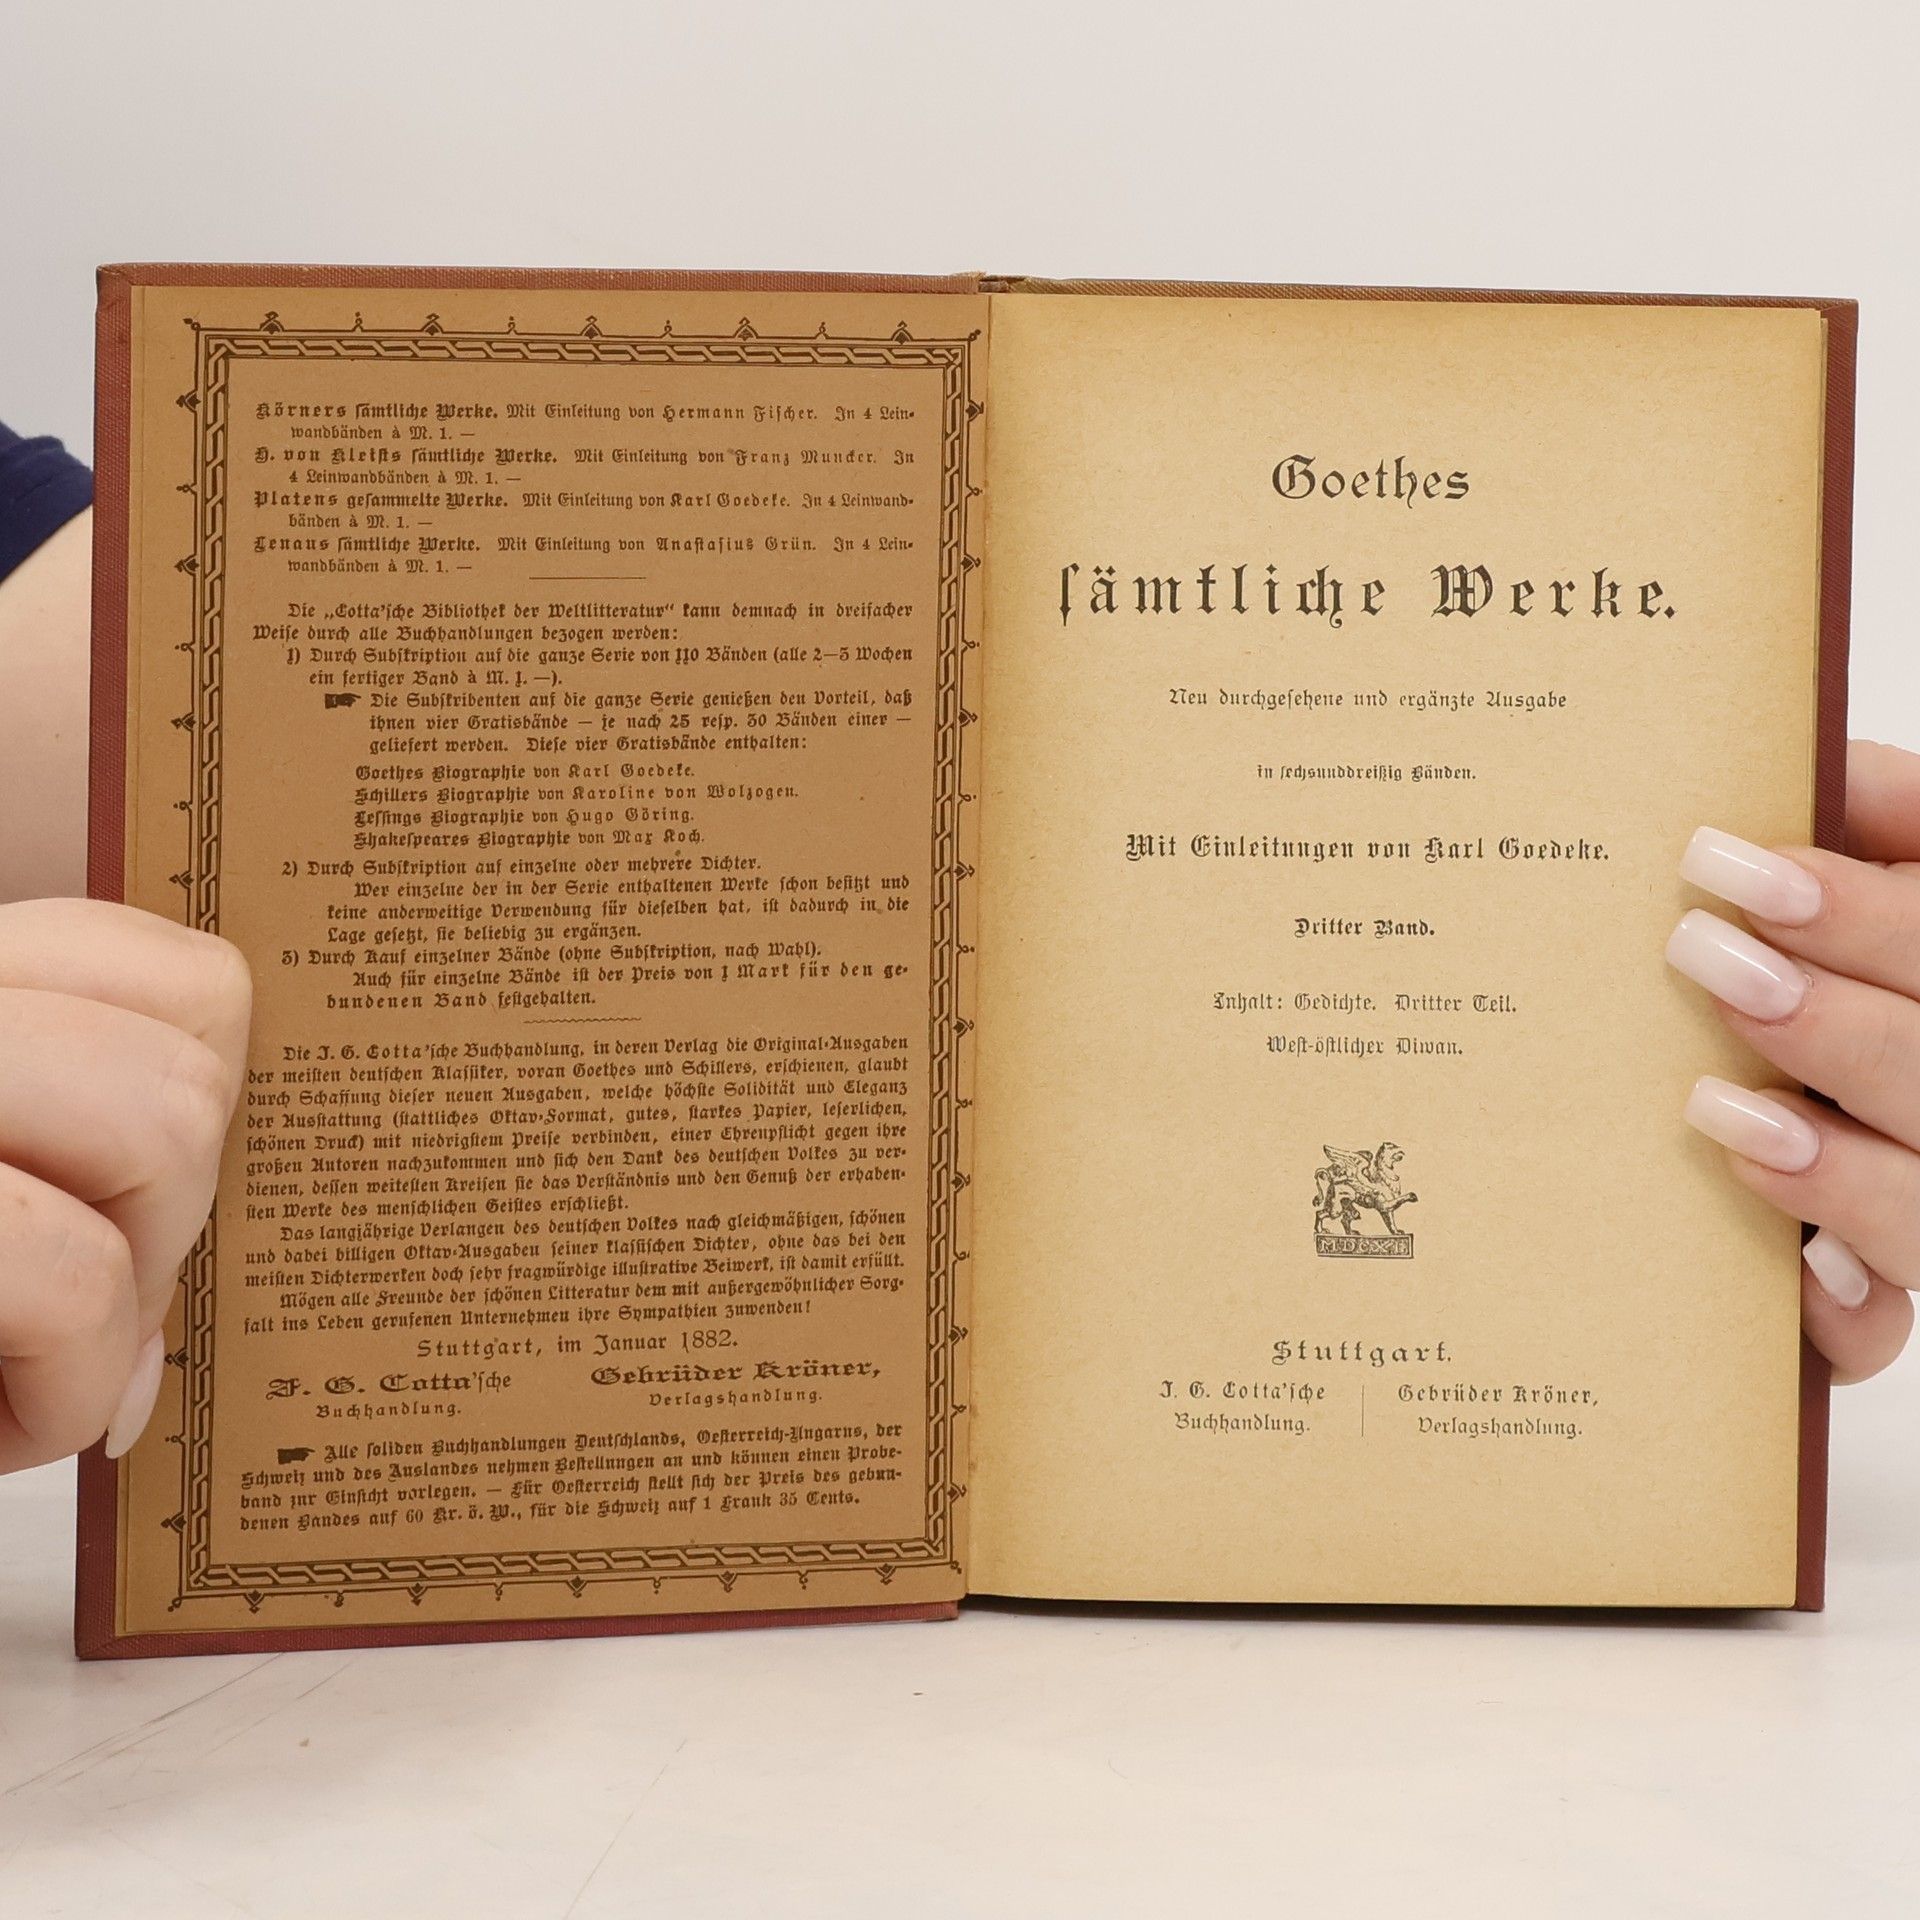 Körners ſämtliche Werke. Mit Einleitung von Hermann Fiſcher. In 4 Lein-
wandbänden à M. 1. —
H. von Kleiſts ſämtliche Werke. Mit Einleitung von Franz Muncker. In
4 Leinwandbänden à M. 1. —
Platens geſammelte Werke. Mit Einleitung von Karl Goedeke. In 4 Leinwand-
bänden à M. 1. —
Lenaus ſämtliche Werke. Mit Einleitung von Anaſtaſius Grün. In 4 Lein-
wandbänden à M. 1. —
Die „Cotta'ſche Bibliothek der Weltlitteratur“ kann demnach in dreifacher
Weiſe durch alle Buchhandlungen bezogen werden:
1) Durch Subſkription auf die ganze Serie von 110 Bänden (alle 2—3 Wochen
ein fertiger Band à M. 1. —).
☛ Die Subſkribenten auf die ganze Serie genießen den Vorteil, daß
ihnen vier Gratisbände — je nach 25 reſp. 30 Bänden einer —
geliefert werden. Dieſe vier Gratisbände enthalten:
Goethes Biographie von Karl Goedeke.
Schillers Biographie von Karoline von Wolzogen.
Leſſings Biographie von Hugo Göring.
Shakeſpeares Biographie von Max Koch.
2) Durch Subſkription auf einzelne oder mehrere Dichter.
Wer einzelne der in der Serie enthaltenen Werke ſchon beſitzt und
keine anderweitige Verwendung für dieſelben hat, iſt dadurch in die
Lage geſetzt, ſie beliebig zu ergänzen.
3) Durch Kauf einzelner Bände (ohne Subſkription, nach Wahl).
Auch für einzelne Bände iſt der Preis von 1 Mark für den ge-
bundenen Band feſtgehalten.
Die J. G. Cotta'ſche Buchhandlung, in deren Verlag die Original-Ausgaben
der meiſten deutſchen Klaſſiker, voran Goethes und Schillers, erſchienen, glaubt
durch Schaffung dieſer neuen Ausgaben, welche höchſte Solidität und Eleganz
der Ausſtattung (ſtattliches Oktav-Format, gutes, ſtarkes Papier, leſerlichen,
ſchönen Druck) mit niedrigſtem Preiſe verbinden, einer Ehrenpflicht gegen ihre
großen Autoren nachzukommen und ſich den Dank des deutſchen Volkes zu ver-
dienen, deſſen weiteſten Kreiſen ſie das Verſtändnis und den Genuß der erhaben-
ſten Werke des menſchlichen Geiſtes erſchließt.
Das langjährige Verlangen des deutſchen Volkes nach gleichmäßigen, ſchönen
und dabei billigen Oktav-Ausgaben ſeiner klaſſiſchen Dichter, ohne das bei den
meiſten Dichterwerken doch ſehr fragwürdige illuſtrative Beiwerk, iſt damit erfüllt.
Mögen alle Freunde der ſchönen Litteratur dem mit außergewöhnlicher Sorg-
falt ins Leben gerufenen Unternehmen ihre Sympathien zuwenden!
Stuttgart, im Januar 1882.
J. G. Cotta'ſche
Buchhandlung.
Gebrüder Kröner,
Verlagshandlung.
☛ Alle ſoliden Buchhandlungen Deutſchlands, Oeſterreich-Ungarns, der
Schweiz und des Auslandes nehmen Beſtellungen an und können einen Probe-
band zur Einſicht vorlegen. — Für Oeſterreich ſtellt ſich der Preis des gebun-
denen Bandes auf 60 Kr. ö. W., für die Schweiz auf 1 Frank 35 Cents.
Goethes
ſämtliche Werke.
Neu durchgeſehene und ergänzte Ausgabe
in ſechsunddreißig Bänden.
Mit Einleitungen von Karl Goedeke.
Dritter Band.
Inhalt: Gedichte. Dritter Teil.
Weſt-öſtlicher Diwan.
MDCXL
Stuttgart.
J. G. Cotta'ſche
Buchhandlung.
Gebrüder Kröner,
Verlagshandlung.